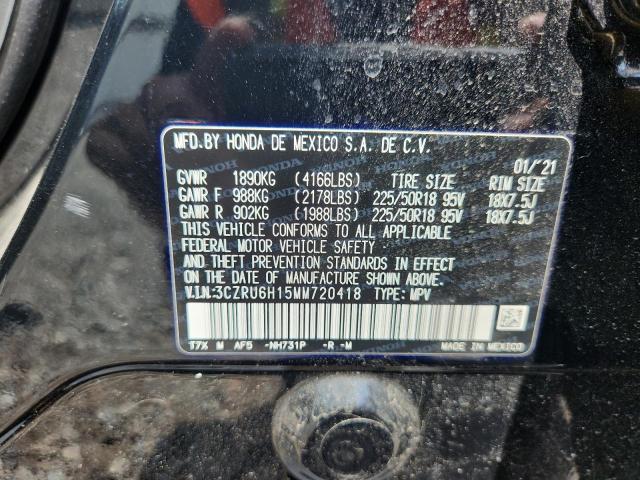 MFD.BY HONDA DE MEXICO S.A. DE C.V.
01/'21
GVWR 1890KG (4166LBS) TIRE SIZE RIM SIZE
GAWR F 988KG (2178LBS) 225/50R18 95V 18X7.5J
GAWR R 902KG (1988LBS) 225/50R18 95V 18X7.5J
THIS VEHICLE CONFORMS TO ALL APPLICABLE
FEDERAL MOTOR VEHICLE SAFETY
AND THEFT PREVENTION STANDARDS IN EFFECT
ON THE DATE OF MANUFACTURE SHOWN ABOVE.
V.I.N:3CZRU6H15MM720418 TYPE: MPV
T7X M AF5 -NH731P -R -M MADE IN MEXICO